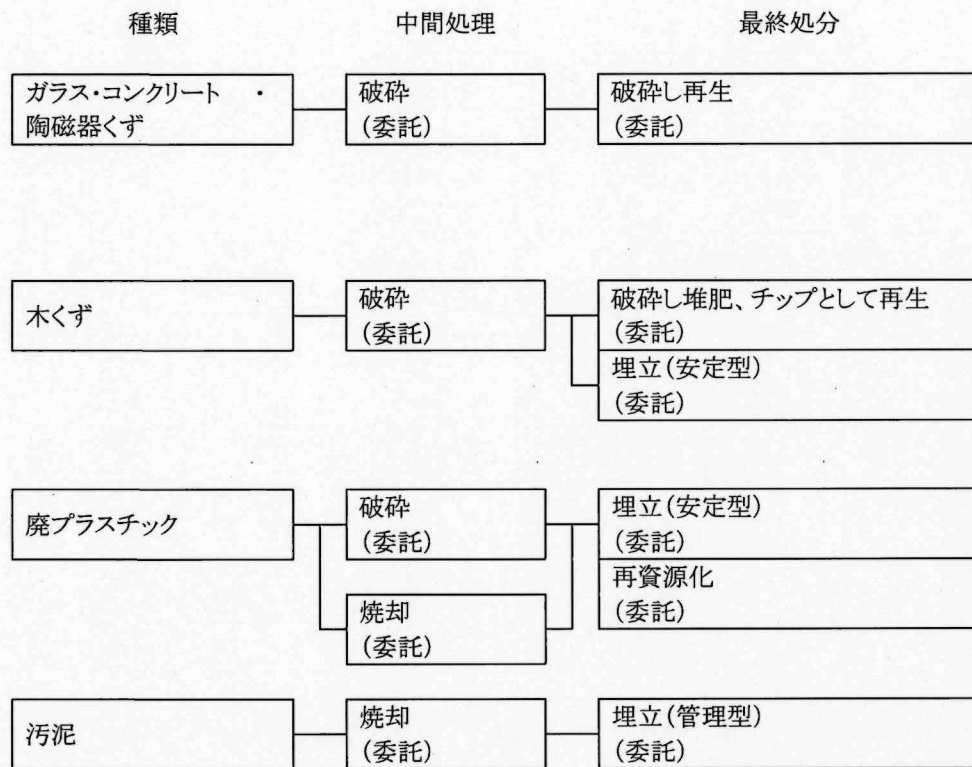 種類 中間処理 最終処分
ガラス・コンクリート ・
陶磁器くず
破砕
(委託)
破砕し再生
(委託)
木くず
破砕
(委託)
破砕し堆肥、チップとして再生
(委託)
埋立(安定型)
(委託)
廃プラスチック
破砕
(委託)
焼却
(委託)
埋立(安定型)
(委託)
再資源化
(委託)
汚泥
焼却
(委託)
埋立(管理型)
(委託)